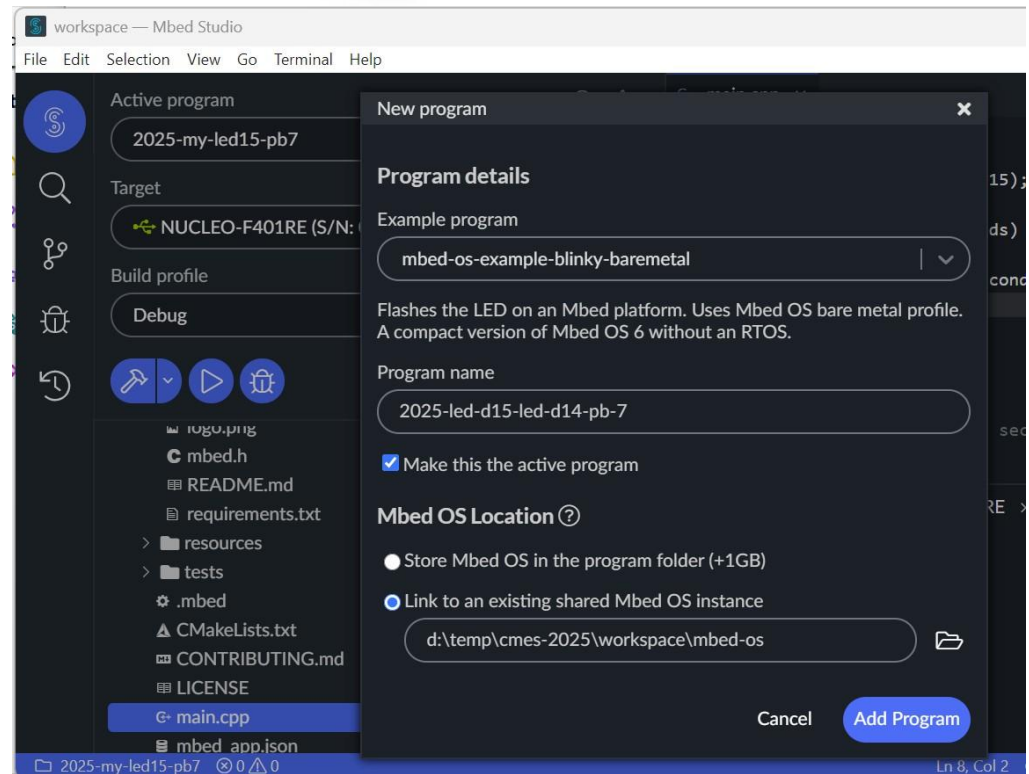 workspace — Mbed Studio
File Edit Selection View Go Terminal Help
Active program
2025-my-led15-pb7
Target
NUCLEO-F401RE (S/N:
Build profile
Debug
logo.png
mbed.h
README.md
requirements.txt
resources
tests
.mbed
CMakeLists.txt
CONTRIBUTING.md
LICENSE
main.cpp
mbed_app.json
New program
Program details
Example program
mbed-os-example-blinky-baremetal
Flashes the LED on an Mbed platform. Uses Mbed OS bare metal profile.
A compact version of Mbed OS 6 without an RTOS.
Program name
2025-led-d15-led-d14-pb-7
Make this the active program
Mbed OS Location
Store Mbed OS in the program folder (+1GB)
Link to an existing shared Mbed OS instance
d:\temp\cmes-2025\workspace\mbed-os
Cancel Add Program
15);
ds)
cond
sec
RE >
2025-my-led15-pb7 0 0 Ln 8, Col 2